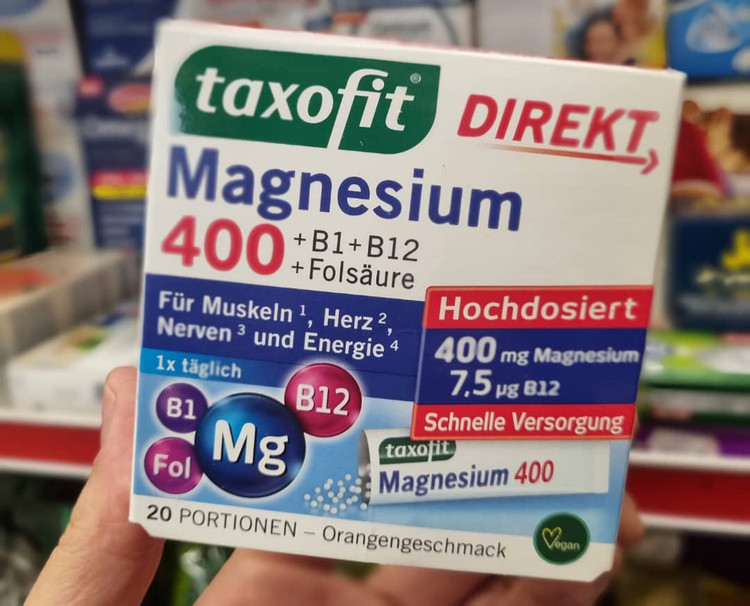 taxofit®
DIREKT
Magnesium
400 +B1+B12
+Folsäure
Für Muskeln ¹, Herz ²,
Nerven ³ und Energie ⁴
1x täglich
Hochdosiert
400 mg Magnesium
7,5 µg B12
Schnelle Versorgung
B1
B12
Mg
Fol
taxofit
Magnesium 400
20 PORTIONEN – Orangengeschmack
Vegan